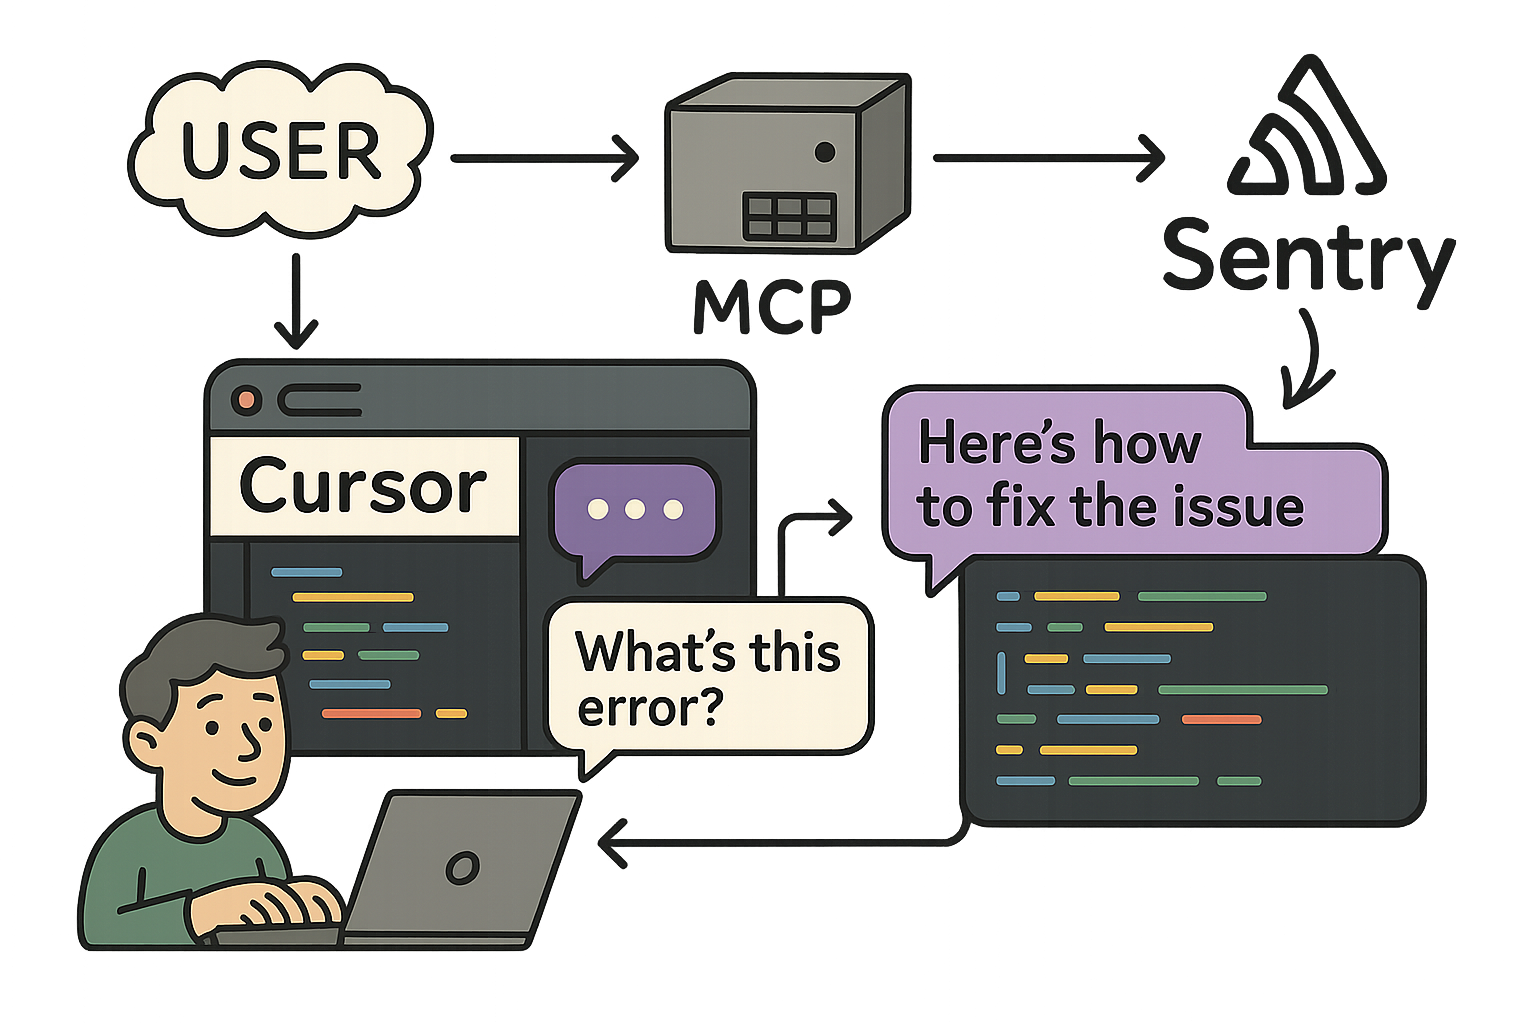 USER
MCP
Sentry
Cursor
Here's how
to fix the issue
What's this
error?